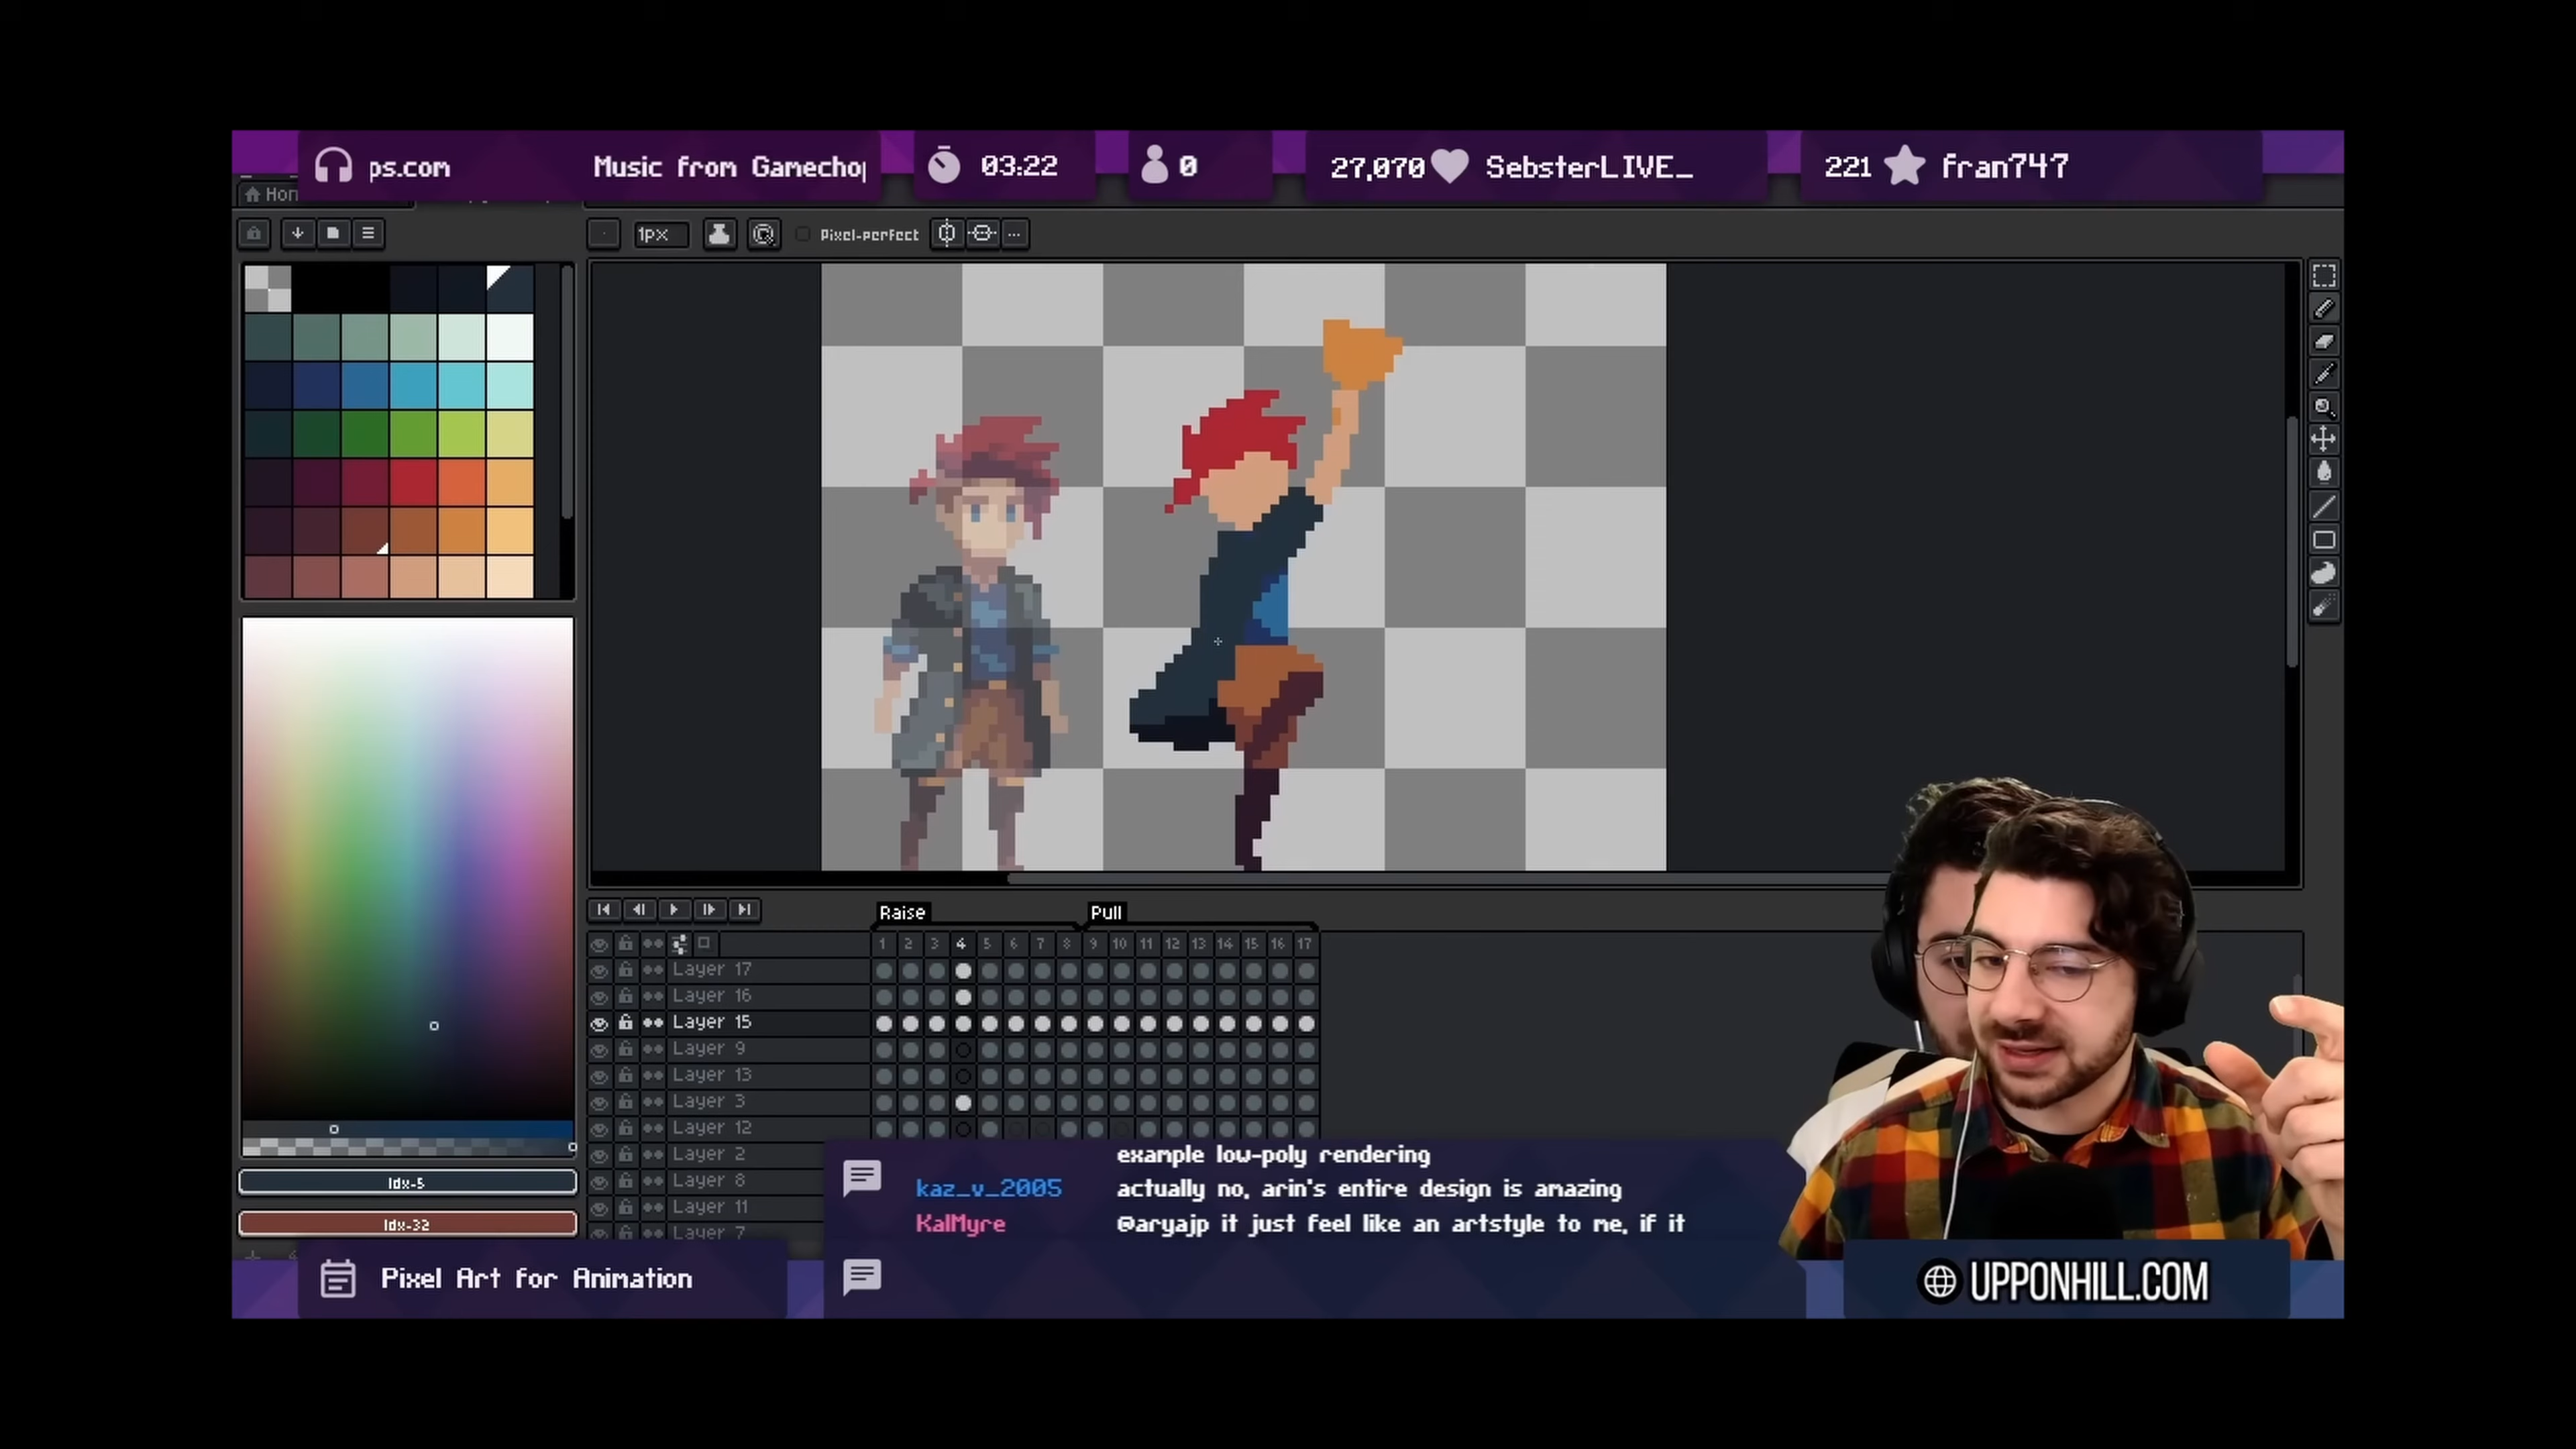 ps.com Music from Gamechop
03:22
0
27,070 SebsterLIVE_
221 fran747
Hon
1px
Pixel-perfect
Raise
Pull
1 2 3 4 5 6 7 8 9 10 11 12 13 14 15 16 17
Layer 17
Layer 16
Layer 15
Layer 9
Layer 13
Layer 3
Layer 12
Layer 2
Layer 8
Layer 11
Layer 7
Idx-5
Idx-32
example low-poly rendering
kaz_v_2005 actually no, arin's entire design is amazing
KalMyre @aryajp it just feel like an artstyle to me, if it
Pixel Art for Animation
UPPONHILL.COM